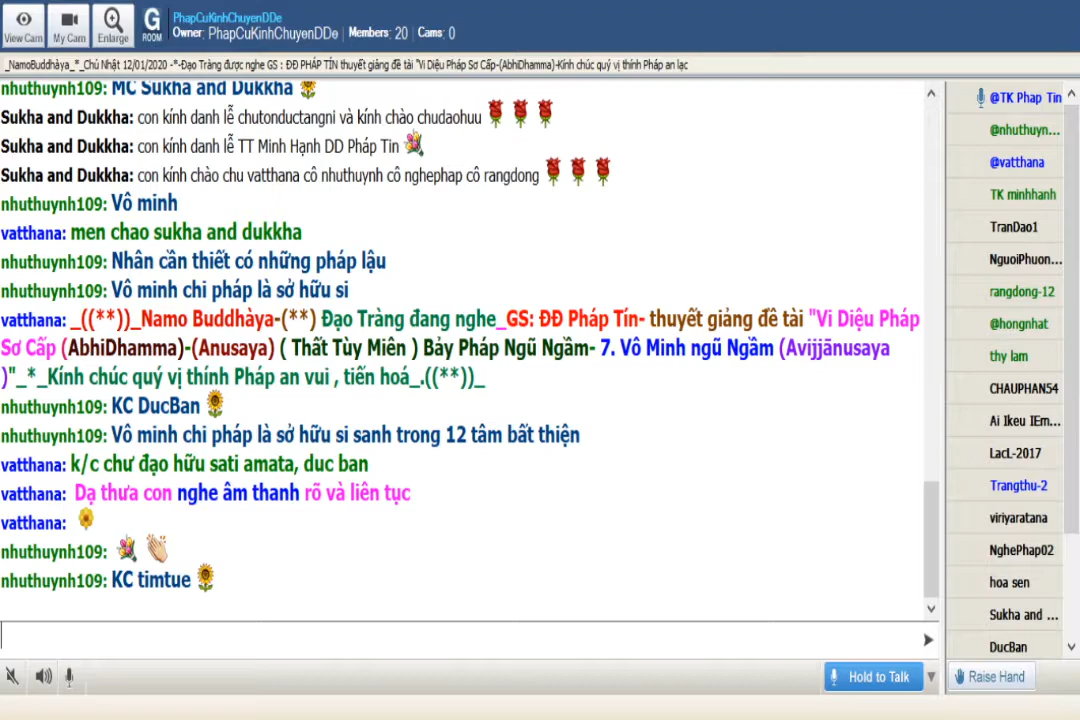 View Cam
My Cam
Enlarge
G
ROOM
PhapCuKinhChuyenDDe
Owner: PhapCuKinhChuyenDDe | Members: 20 | Cams: 0
_NamoBuddhàya_*_Chủ Nhật 12/01/2020 -*-Đạo Tràng được nghe GS : ĐĐ PHÁP TÍN thuyết giảng đề tài "Vi Diệu Pháp Sơ Cấp-(AbhiDhamma)-Kính chúc quý vị thính Pháp an lạc
nhuthuynh109: MC Sukha and Dukkha
Sukha and Dukkha: con kính danh lễ chutonductangni và kính chào chudaohuu
Sukha and Dukkha: con kính danh lễ TT Minh Hạnh DD Pháp Tin
Sukha and Dukkha: con kính chào chu vatthana cô nhuthuynh cô nghephap cô rangdong
nhuthuynh109: Vô minh
vatthana: men chao sukha and dukkha
nhuthuynh109: Nhân cần thiết có những pháp lậu
nhuthuynh109: Vô minh chi pháp là sở hữu si
vatthana: _((**))_Namo Buddhàya-(**) Đạo Tràng đang nghe_GS: ĐĐ Pháp Tín- thuyết giảng đề tài "Vi Diệu Pháp
Sơ Cấp (AbhiDhamma)-(Anusaya) ( Thất Tùy Miên ) Bảy Pháp Ngũ Ngầm- 7. Vô Minh ngũ Ngầm (Avijjānusaya
)"_*_Kính chúc quý vị thính Pháp an vui , tiến hoá_.((**))_
nhuthuynh109: KC DucBan
nhuthuynh109: Vô minh chi pháp là sở hữu si sanh trong 12 tâm bất thiện
vatthana: k/c chư đạo hữu sati amata, duc ban
vatthana: Dạ thưa con nghe âm thanh rõ và liên tục
vatthana:
nhuthuynh109:
nhuthuynh109: KC timtue
@TK Phap Tin
@nhuthuyn...
@vatthana
TK minhhanh
TranDao1
NguoiPhuon...
rangdong-12
@hongnhat
thy lam
CHAUPHAN54
Ai Ikeu IEm...
LacL-2017
Trangthu-2
viriyaratana
NghePhap02
hoa sen
Sukha and ...
DucBan
Hold to Talk
Raise Hand